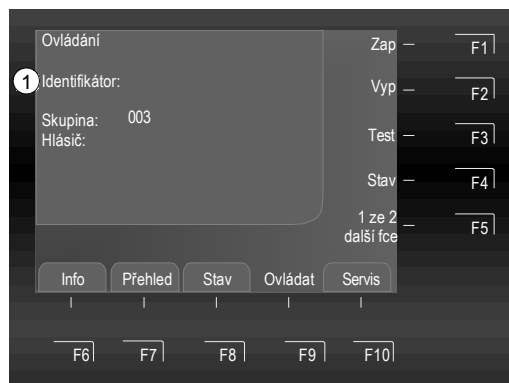 Ovládání
Zap
F1
1 Identifikátor:
Vyp
F2
Skupina: 003
Hlásič:
Test
F3
Stav
F4
1 ze 2
další fce
F5
Info Přehled Stav Ovládat Servis
F6 F7 F8 F9 F10